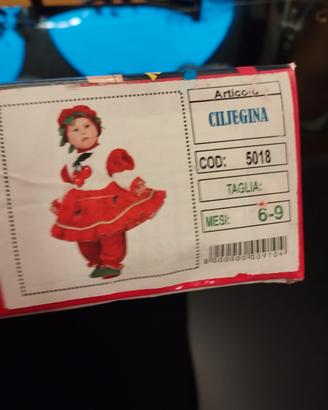 Articolo
CILIEGINA
COD: 5018
TAGLIA:
MESI: 6-9